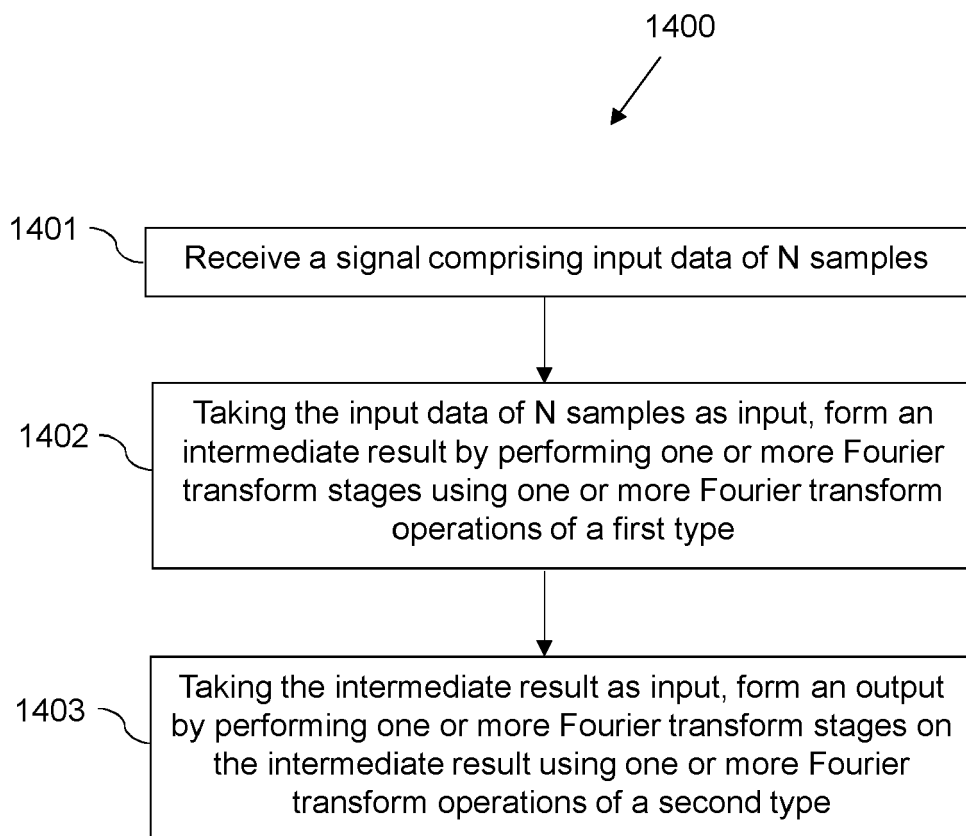 1400
1401
Receive a signal comprising input data of N samples
1402
Taking the input data of N samples as input, form an
intermediate result by performing one or more Fourier
transform stages using one or more Fourier transform
operations of a first type
1403
Taking the intermediate result as input, form an output
by performing one or more Fourier transform stages on
the intermediate result using one or more Fourier
transform operations of a second type